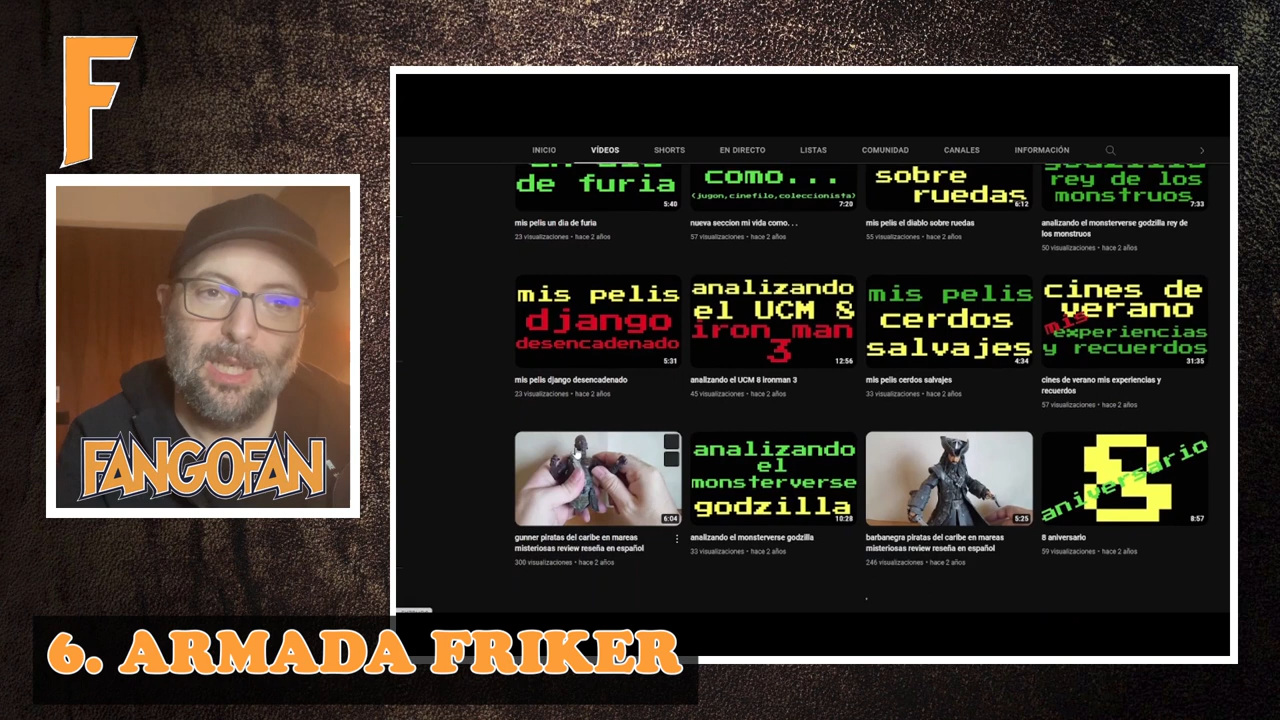 F
FANGOFAN
6. ARMADA FRIKER
INICIO VÍDEOS SHORTS EN DIRECTO LISTAS COMUNIDAD CANALES INFORMACIÓN
de furia
5:40
mis pelis un dia de furia
23 visualizaciones • hace 2 años
como...
(jugon,cinefilo,coleccionista)
7:20
nueva seccion mi vida como. . .
57 visualizaciones • hace 2 años
sobre
ruedas
6:12
mis pelis el diablo sobre ruedas
55 visualizaciones • hace 2 años
godzilla
rey de los
monstruos
7:33
analizando el monsterverse godzilla rey de
los monstruos
50 visualizaciones • hace 2 años
mis pelis
django
desencadenado
5:31
mis pelis django desencadenado
23 visualizaciones • hace 2 años
analizando
el UCM 8
iron man
3
12:56
analizando el UCM 8 ironman 3
45 visualizaciones • hace 2 años
mis pelis
cerdos
salvajes
4:34
mis pelis cerdos salvajes
33 visualizaciones • hace 2 años
cines de
verano
mis
experiencias
y recuerdos
31:35
cines de verano mis experiencias y
recuerdos
57 visualizaciones • hace 2 años
6:04
gunner piratas del caribe en mareas
misteriosas review reseña en español
300 visualizaciones • hace 2 años
analizando
el
monsterverse
godzilla
10:28
analizando el monsterverse godzilla
33 visualizaciones • hace 2 años
5:25
barbanegra piratas del caribe en mareas
misteriosas review reseña en español
246 visualizaciones • hace 2 años
8
aniversario
8:57
8 aniversario
59 visualizaciones • hace 2 años